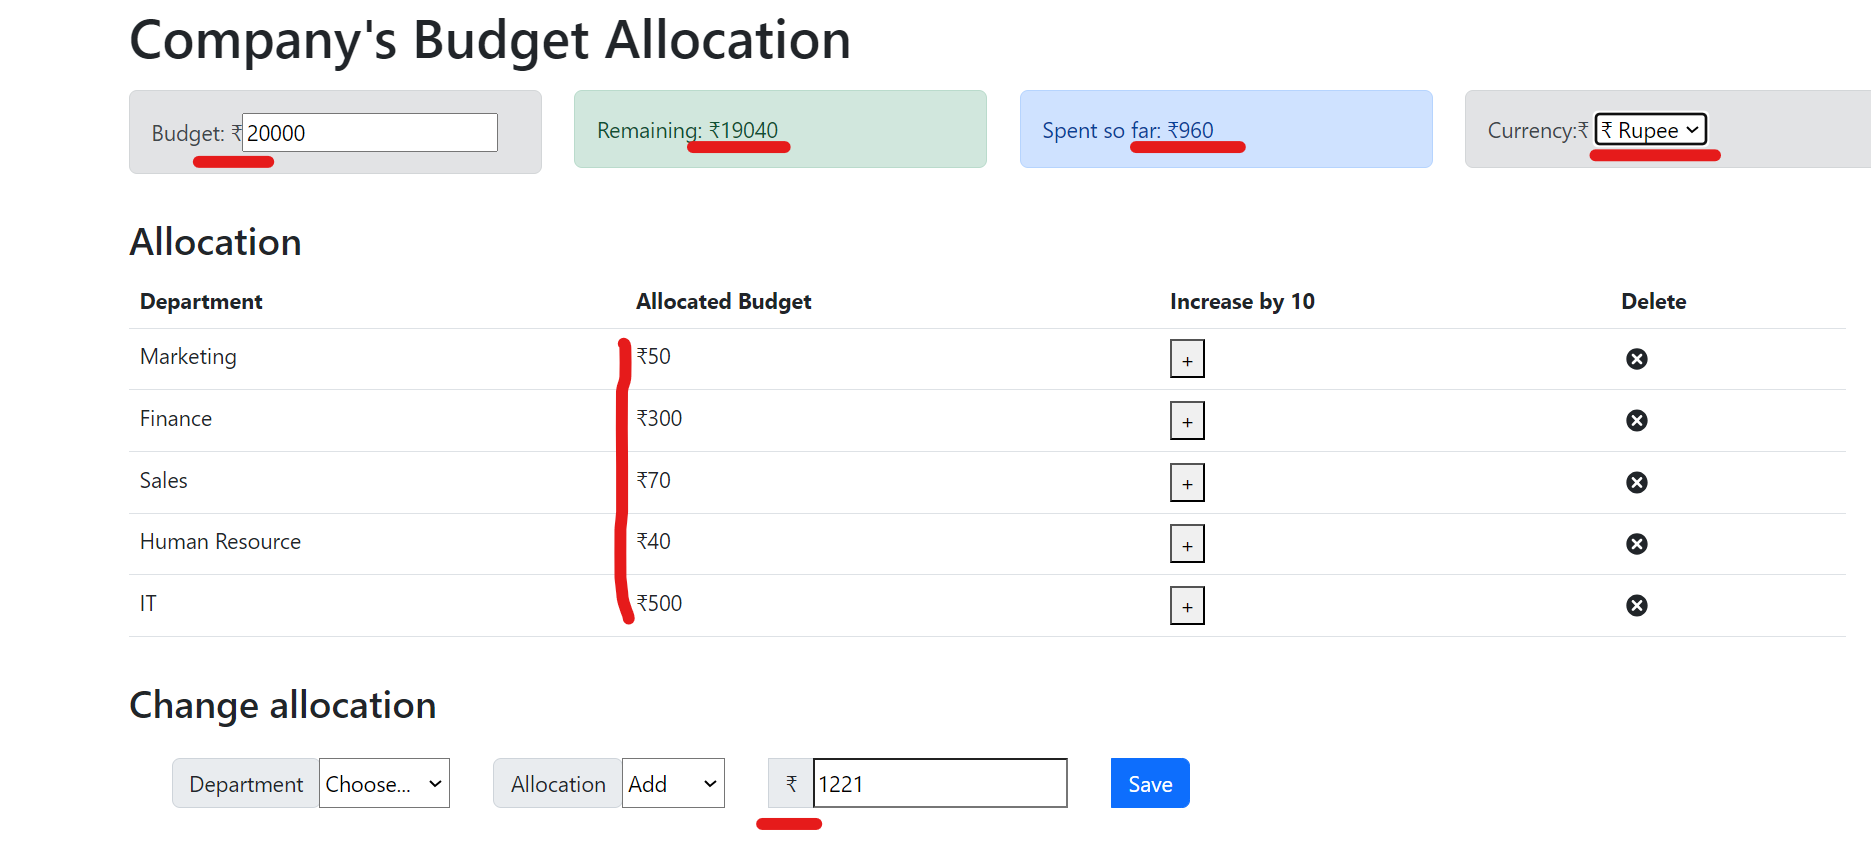 Company's Budget Allocation
Budget: ₹ 20000
Remaining: ₹19040
Spent so far: ₹960
Currency:₹ ₹ Rupee
Allocation
Department Allocated Budget Increase by 10 Delete
Marketing ₹50 +
Finance ₹300 +
Sales ₹70 +
Human Resource ₹40 +
IT ₹500 +
Change allocation
Department Choose... Allocation Add ₹ 1221 Save